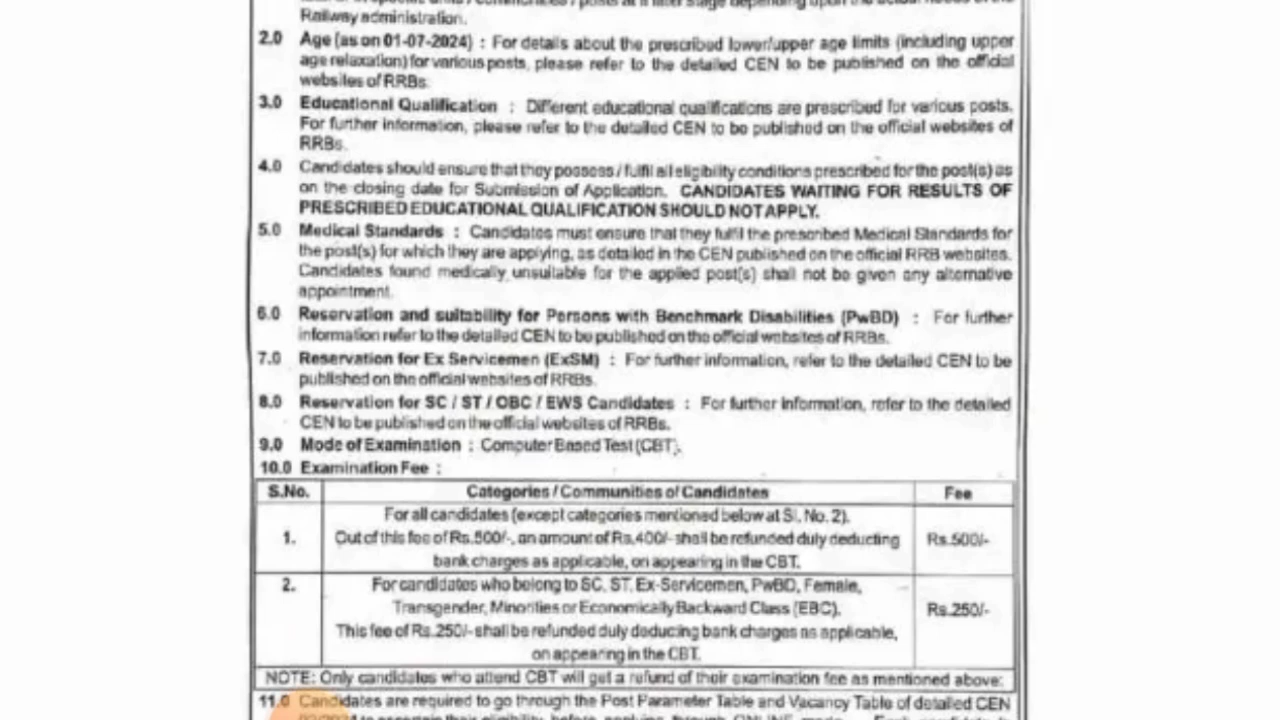 Railway administration.
2.0 Age (as on 01-07-2024) : For details about the prescribed lower/upper age limits (including upper
age relaxation) for various posts, please refer to the detailed CEN to be published on the official
websites of RRBs.
3.0 Educational Qualification : Different educational qualifications are prescribed for various posts.
For further information, please refer to the detailed CEN to be published on the official websites of
RRBs.
4.0 Candidates should ensure that they possess / fulfil all eligibility conditions prescribed for the post(s) as
on the closing date for Submission of Application. CANDIDATES WAITING FOR RESULTS OF
PRESCRIBED EDUCATIONAL QUALIFICATION SHOULD NOT APPLY.
5.0 Medical Standards : Candidates must ensure that they fulfil the prescribed Medical Standards for
the post(s) for which they are applying, as detailed in the CEN published on the official RRB websites.
Candidates found medically unsuitable for the applied post(s) shall not be given any alternative
appointment.
6.0 Reservation and suitability for Persons with Benchmark Disabilities (PwBD) : For further
information refer to the detailed CEN to be published on the official websites of RRBs.
7.0 Reservation for Ex Servicemen (ExSM) : For further information, refer to the detailed CEN to be
published on the official websites of RRBs.
8.0 Reservation for SC / ST / OBC / EWS Candidates : For further information, refer to the detailed
CEN to be published on the official websites of RRBs.
9.0 Mode of Examination : Computer Based Test (CBT).
10.0 Examination Fee :
S.No. Categories / Communities of Candidates Fee
For all candidates (except categories mentioned below at Sl. No. 2).
1. Out of this fee of Rs.500/-, an amount of Rs.400/- shall be refunded duly deducting Rs.500/-
bank charges as applicable, on appearing in the CBT.
2. For candidates who belong to SC, ST, Ex-Servicemen, PwBD, Female,
Transgender, Minorities or Economically Backward Class (EBC). Rs.250/-
This fee of Rs.250/- shall be refunded duly deducing bank charges as applicable,
on appearing in the CBT.
NOTE: Only candidates who attend CBT will get a refund of their examination fee as mentioned above:
11.0 Candidates are required to go through the Post Parameter Table and Vacancy Table of detailed CEN